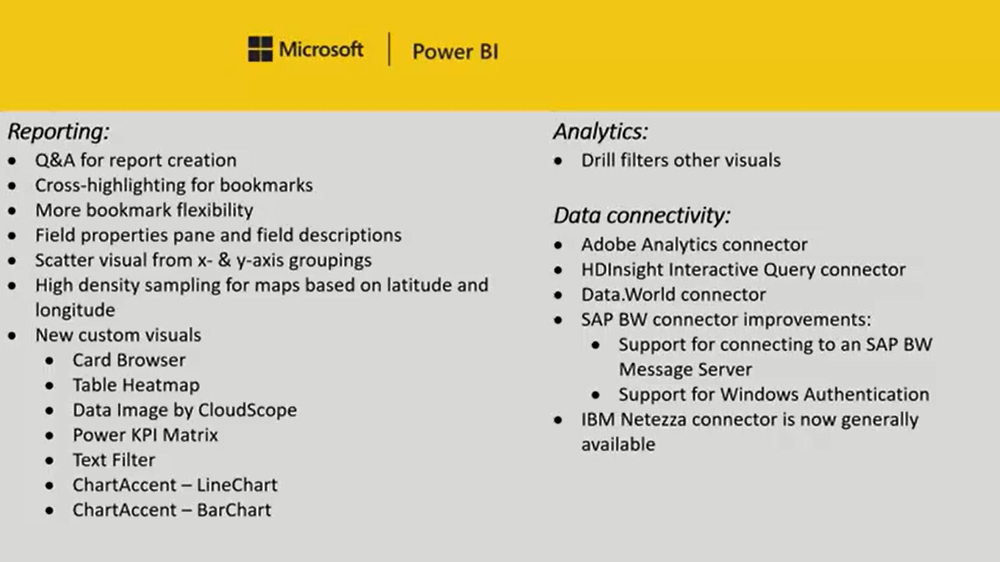 Microsoft | Power BI
Reporting:
• Q&A for report creation
• Cross-highlighting for bookmarks
• More bookmark flexibility
• Field properties pane and field descriptions
• Scatter visual from x- & y-axis groupings
• High density sampling for maps based on latitude and
longitude
• New custom visuals
• Card Browser
• Table Heatmap
• Data Image by CloudScope
• Power KPI Matrix
• Text Filter
• ChartAccent – LineChart
• ChartAccent – BarChart
Analytics:
• Drill filters other visuals
Data connectivity:
• Adobe Analytics connector
• HDInsight Interactive Query connector
• Data.World connector
• SAP BW connector improvements:
• Support for connecting to an SAP BW
Message Server
• Support for Windows Authentication
• IBM Netezza connector is now generally
available